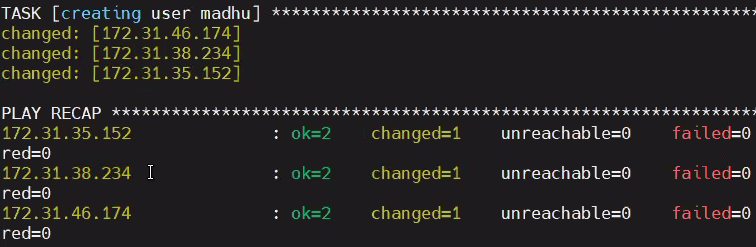 TASK [creating user madhu] *************************************************
changed: [172.31.46.174]
changed: [172.31.38.234]
changed: [172.31.35.152]
PLAY RECAP *****************************************************************
172.31.35.152 : ok=2 changed=1 unreachable=0 failed=0
red=0
172.31.38.234 : ok=2 changed=1 unreachable=0 failed=0
red=0
172.31.46.174 : ok=2 changed=1 unreachable=0 failed=0
red=0